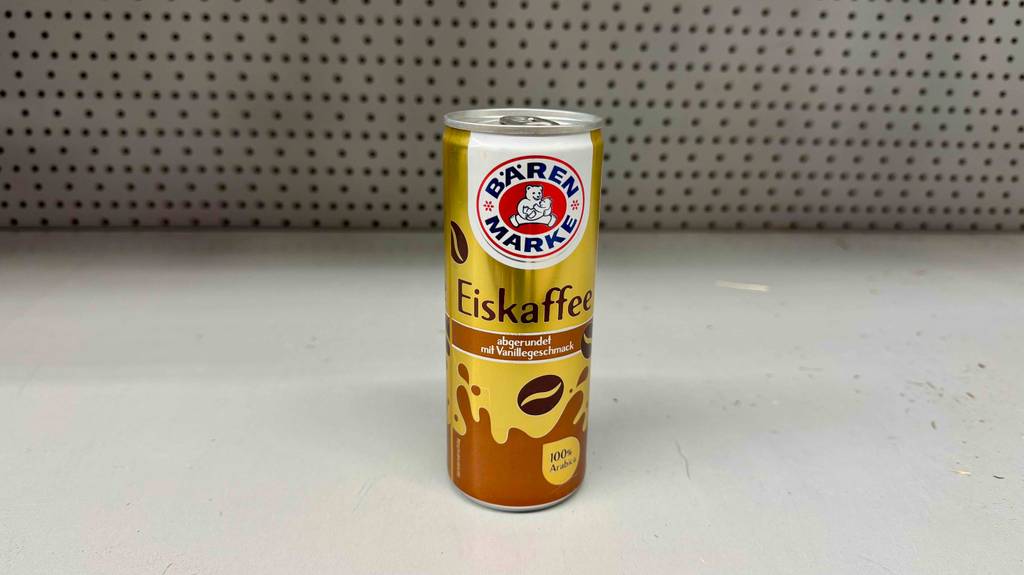 BÄREN
MARKE
Eiskaffee
abgerundet
mit Vanillegeschmack
100%
Arabica